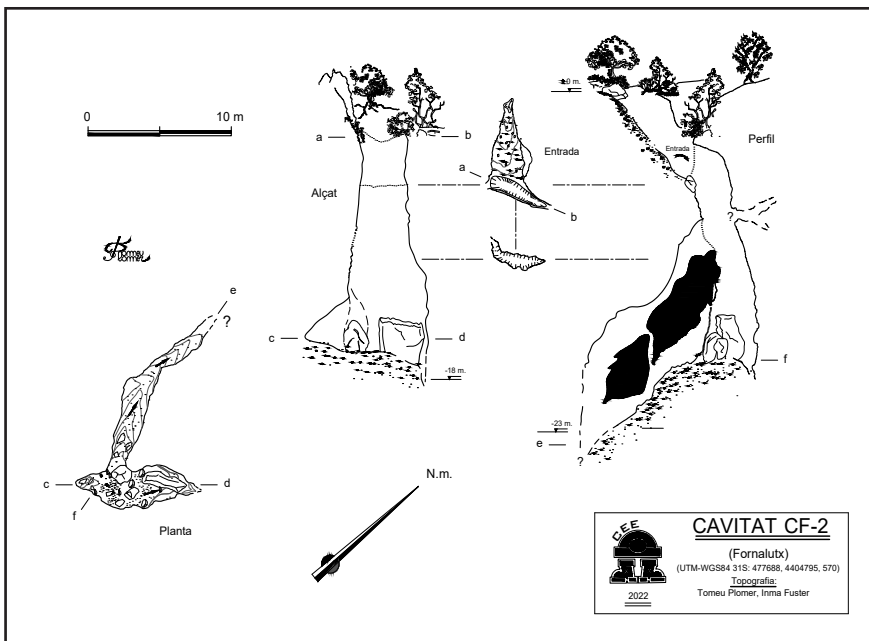 ±0 m.
0 10 m
a
b
Entrada
Entrada
Perfil
a
Alçat
b
?
e
?
c
d
f
-18 m.
-23 m.
e
?
c
d
f
Planta
N.m.
CEE
2022
CAVITAT CF-2
(Fornalutx)
(UTM-WGS84 31S: 477688, 4404795, 570)
Topografia:
Tomeu Plomer, Inma Fuster